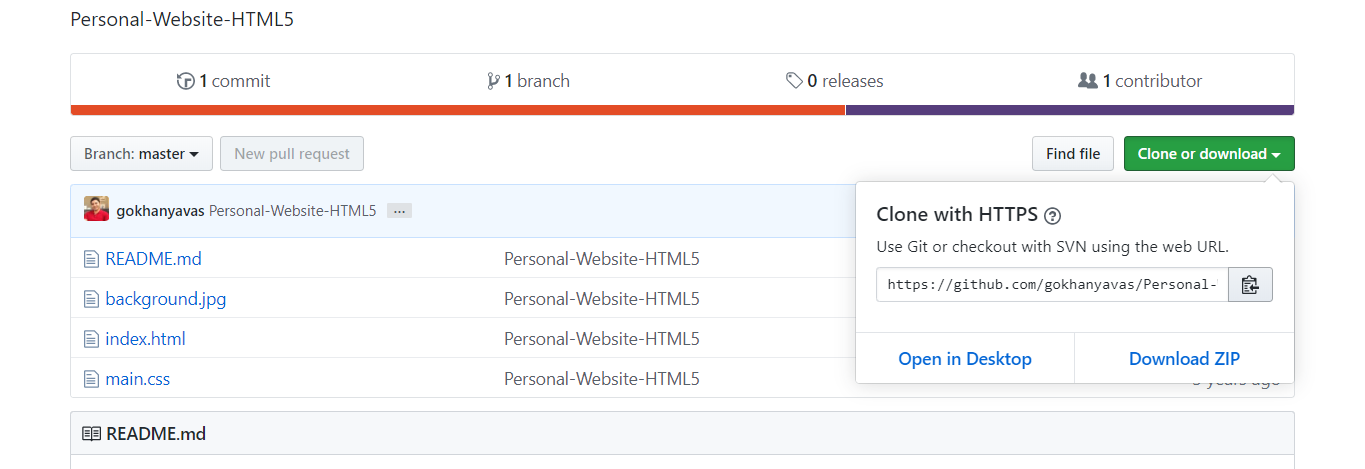 Personal-Website-HTML5
1 commit
1 branch
0 releases
1 contributor
Branch: master
New pull request
Find file
Clone or download
gokhanyavas Personal-Website-HTML5 ...
Clone with HTTPS ?
Use Git or checkout with SVN using the web URL.
https://github.com/gokhanyavas/Personal-
Open in Desktop
Download ZIP
README.md Personal-Website-HTML5
background.jpg Personal-Website-HTML5
index.html Personal-Website-HTML5
main.css Personal-Website-HTML5
years ago
README.md